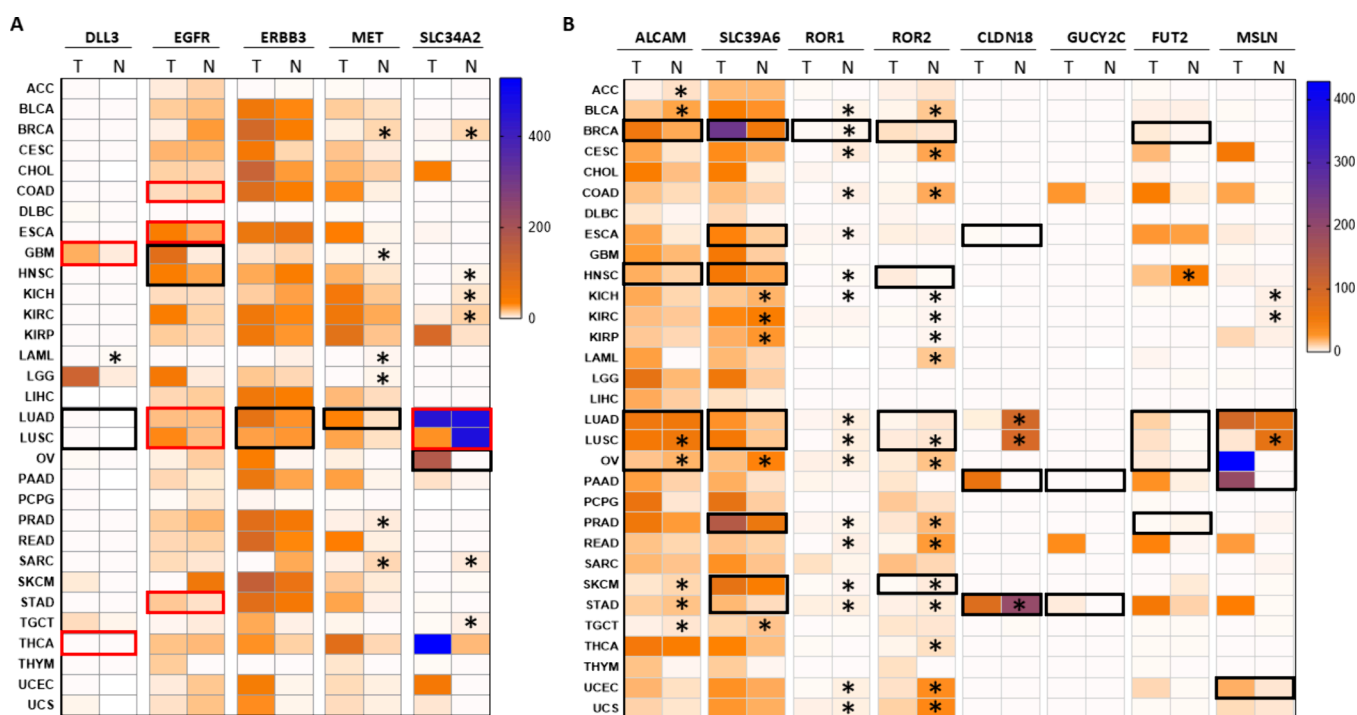 A
B
DLL3 EGFR ERBB3 MET SLC34A2
ALCAM SLC39A6 ROR1 ROR2 CLDN18 GUCY2C FUT2 MSLN
T N T N T N T N T N
T N T N T N T N T N T N T N T N
ACC
BLCA
BRCA * *
CESC
CHOL
COAD
DLBC
ESCA
GBM *
HNSC *
KICH *
KIRC *
KIRP
LAML * *
LGG *
LIHC
LUAD
LUSC
OV
PAAD
PCPG
PRAD *
READ
SARC * *
SKCM
STAD
TGCT *
THCA
THYM
UCEC
UCS
400
200
0
ACC *
BLCA * * *
BRCA *
CESC * *
CHOL
COAD * *
DLBC
ESCA *
GBM
HNSC * *
KICH * * * *
KIRC * * *
KIRP * *
LAML *
LGG
LIHC
LUAD * *
LUSC * * * * *
OV * * * *
PAAD
PCPG
PRAD * *
READ * *
SARC
SKCM * * *
STAD * * * *
TGCT * *
THCA *
THYM
UCEC * *
UCS * *
400
300
200
100
0